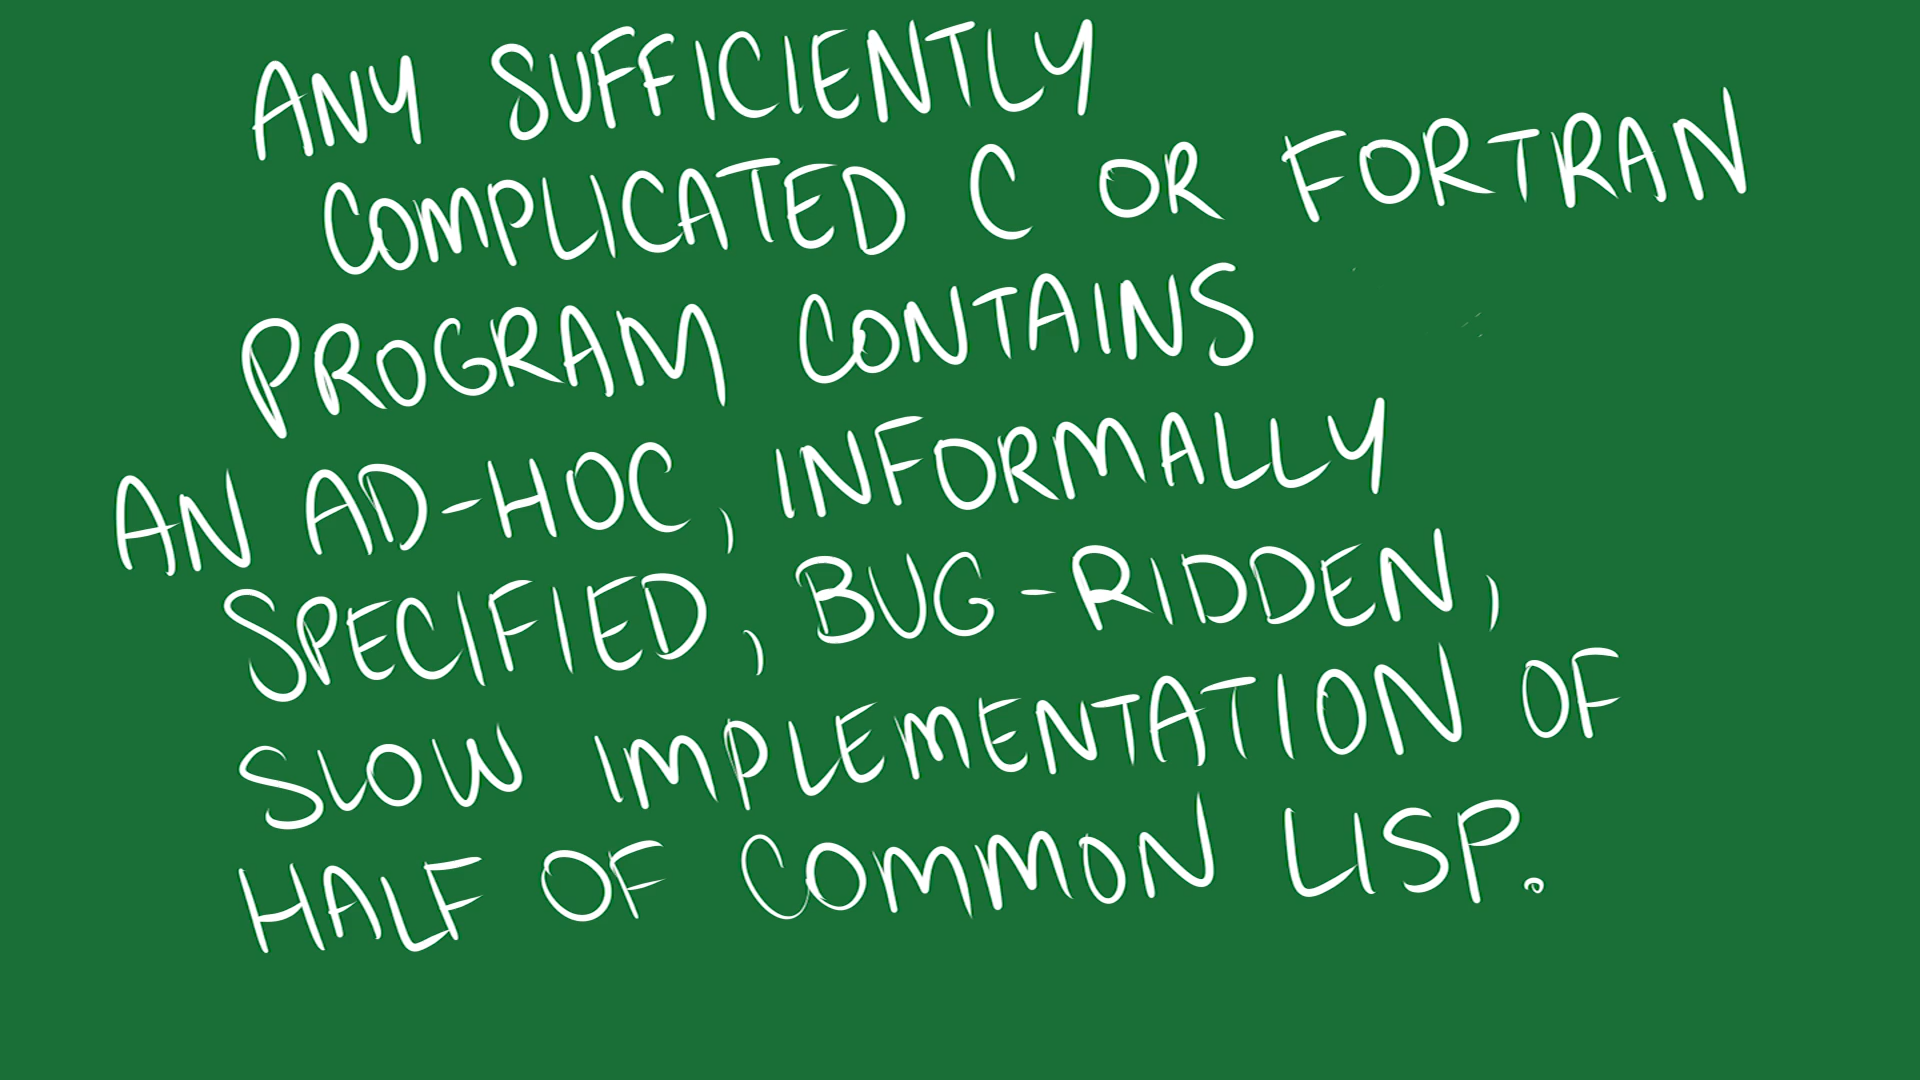 ANY SUFFICIENTLY
COMPLICATED C OR FORTRAN
PROGRAM CONTAINS
AN AD-HOC, INFORMALLY
SPECIFIED, BUG-RIDDEN,
SLOW IMPLEMENTATION OF
HALF OF COMMON LISP.